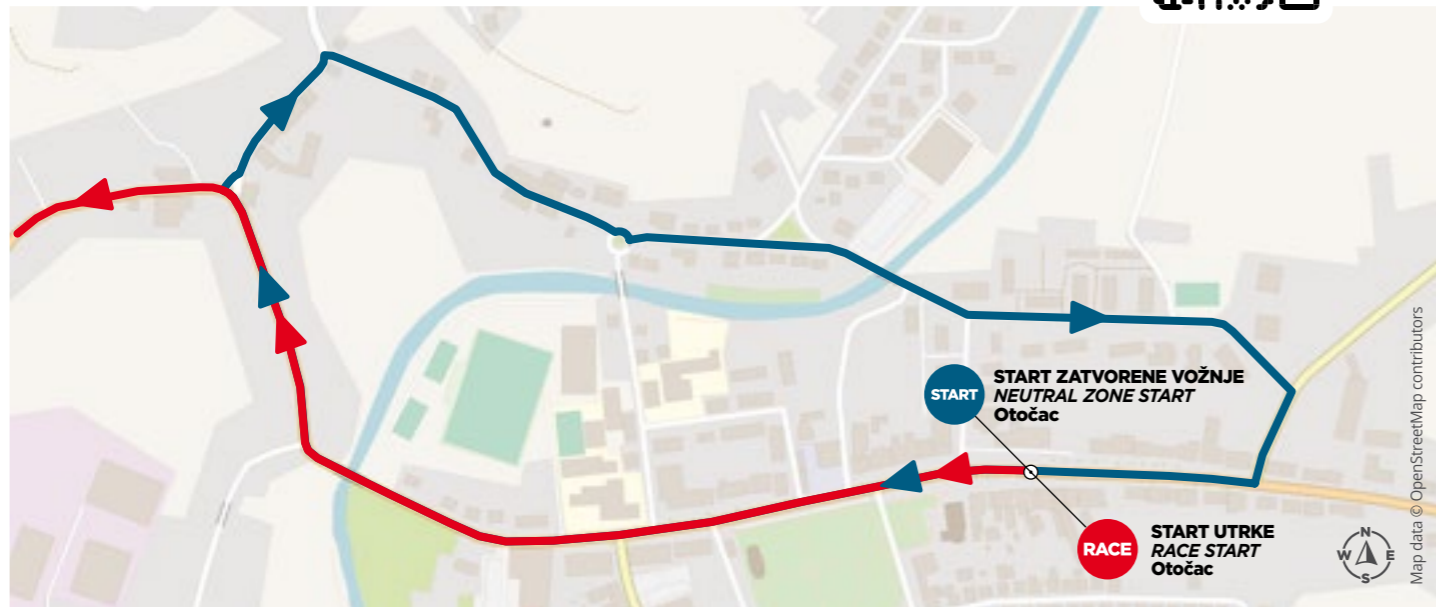 START
START ZATVORENE VOŽNJE
NEUTRAL ZONE START
Otočac
RACE
START UTRKE
RACE START
Otočac
N
W E
S
Map data © OpenStreetMap contributors